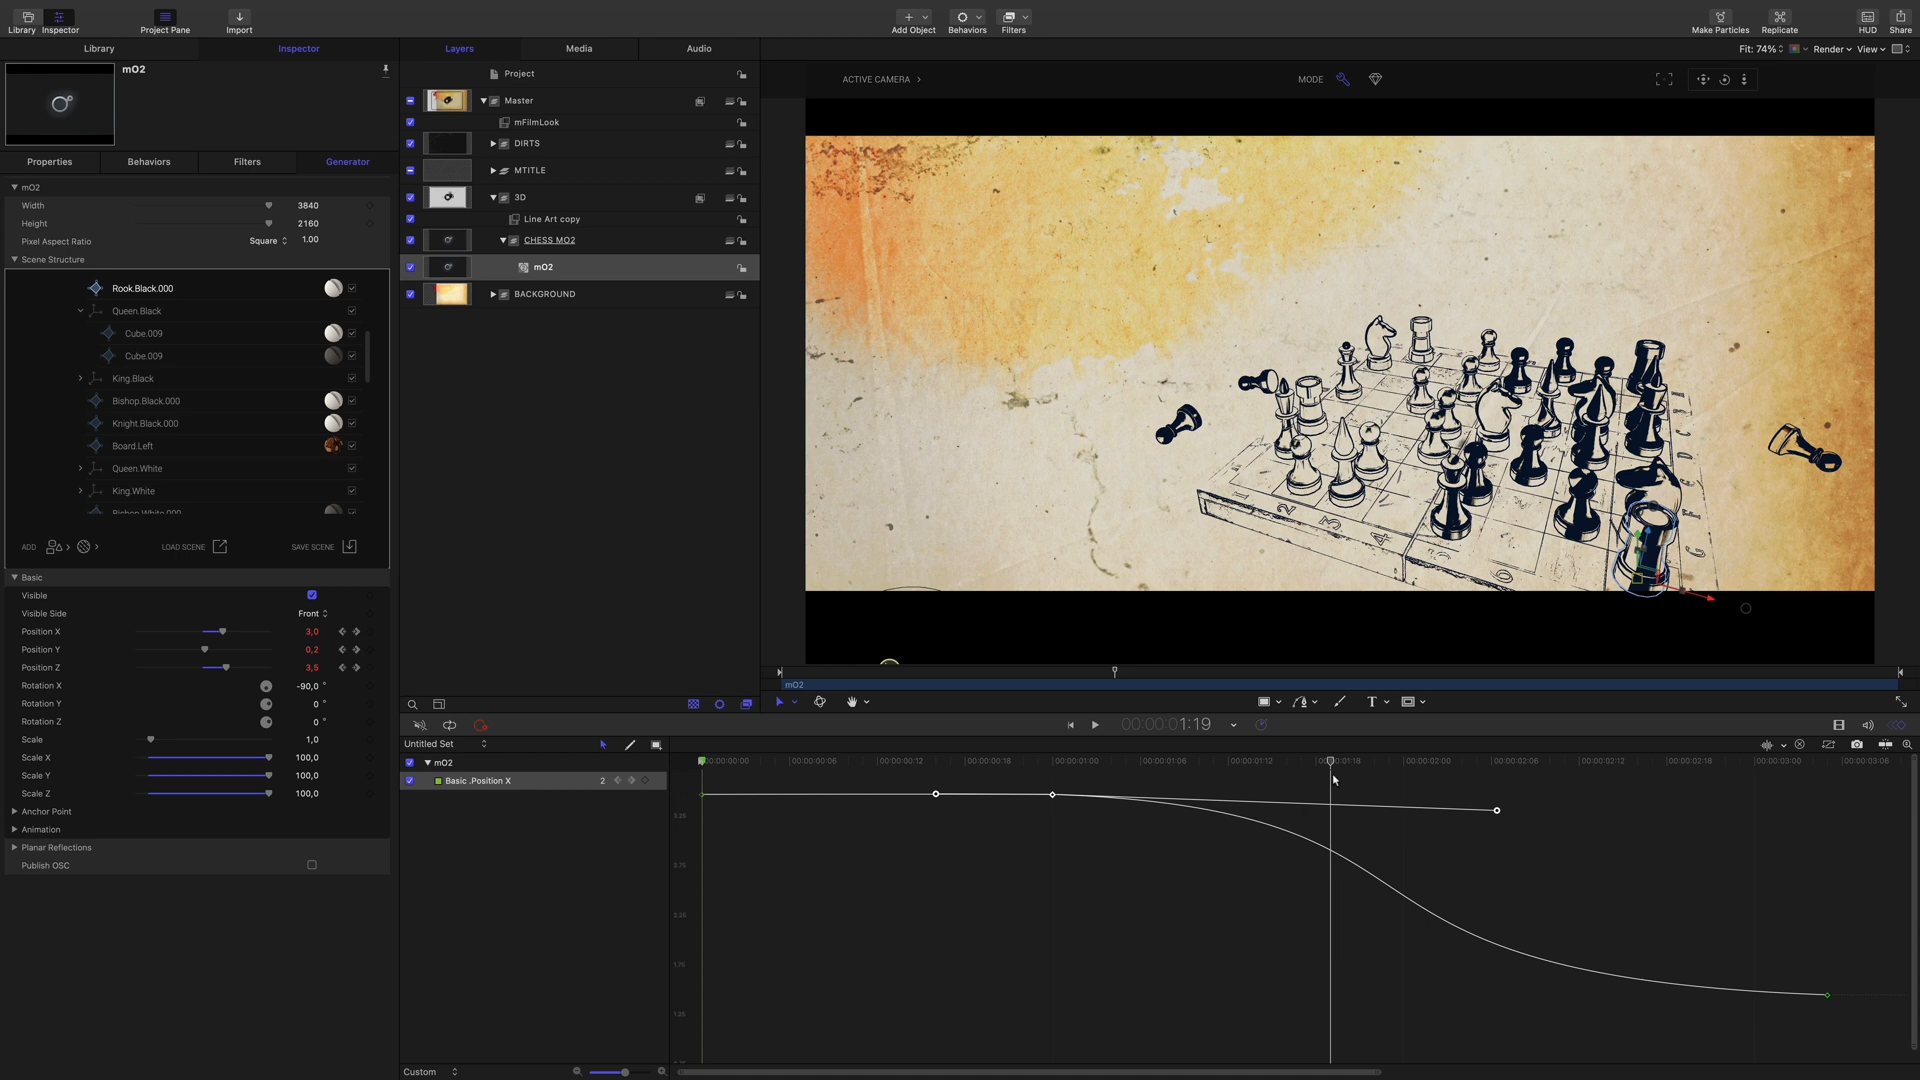 Library Inspector Project Pane Import Add Object Behaviors Filters Make Particles Replicate HUD Share
Library Inspector Layers Media Audio Fit: 74% Render View
mO2
Properties Behaviors Filters Generator
mO2
Width 3840
Height 2160
Pixel Aspect Ratio Square 1.00
Scene Structure
Rook.Black.000
Queen.Black
Cube.009
Cube.009
King.Black
Bishop.Black.000
Knight.Black.000
Board.Left
Queen.White
King.White
Bishop.White.000
ADD LOAD SCENE SAVE SCENE
Basic
Visible
Visible Side Front
Position X 3,0
Position Y 0,2
Position Z 3,5
Rotation X -90,0 °
Rotation Y 0 °
Rotation Z 0 °
Scale 1,0
Scale X 100,0
Scale Y 100,0
Scale Z 100,0
Anchor Point
Animation
Planar Reflections
Publish OSC
Project
Master
mFilmLook
DIRTS
MTITLE
3D
Line Art copy
CHESS MO2
mO2
BACKGROUND
ACTIVE CAMERA MODE
mO2
T
00:00:00:01:19
Untitled Set
mO2
Basic .Position X 2
00:00:00:00 00:00:00:06 00:00:00:12 00:00:00:18 00:00:01:00 00:00:01:06 00:00:01:12 00:00:01:18 00:00:02:00 00:00:02:06 00:00:02:12 00:00:02:18 00:00:03:00 00:00:03:06
Custom